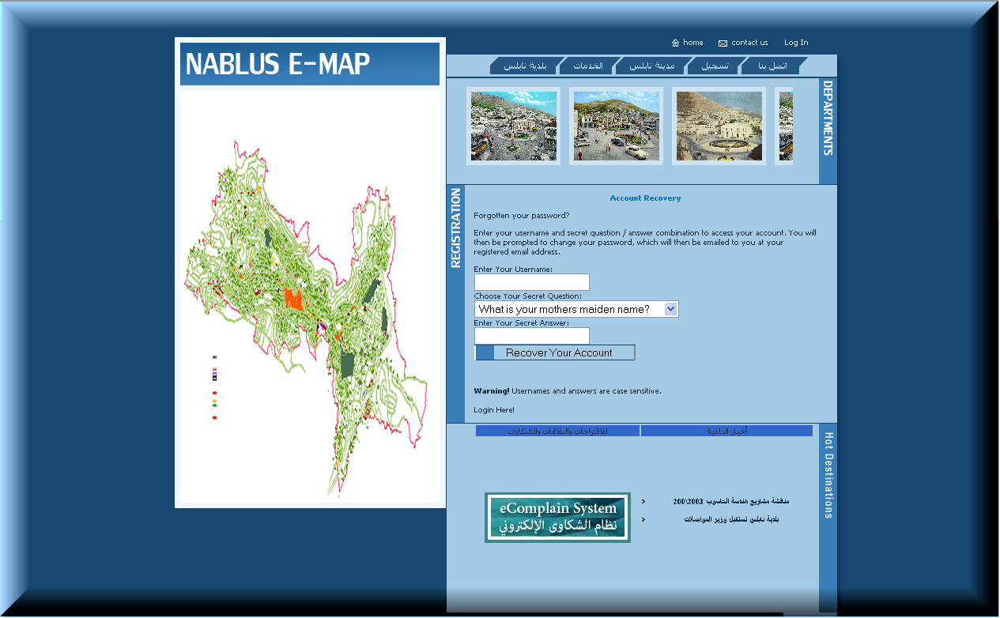 NABLUS E-MAP
home
contact us
Log In
بلدية نابلس
الخدمات
مدينة نابلس
تسجيل
اتصل بنا
DEPARTMENTS
REGISTRATION
Account Recovery
Forgotten your password?
Enter your username and secret question / answer combination to access your account. You will
then be prompted to change your password, which will then be emailed to you at your
registered email address.
Enter Your Username:
Choose Your Secret Question:
What is your mothers maiden name?
Enter Your Secret Answer:
Recover Your Account
Warning! Usernames and answers are case sensitive.
Login Here!
للاقتراحات والبلاغات والشكاوى
أخبار البلدية
Hot Destinations
eComplain System
نظام الشكاوى الإلكتروني
مناقشة مشاريع هندسة الحاسوب 2003\200
بلدية نابلس تستقبل وزير المواصلات